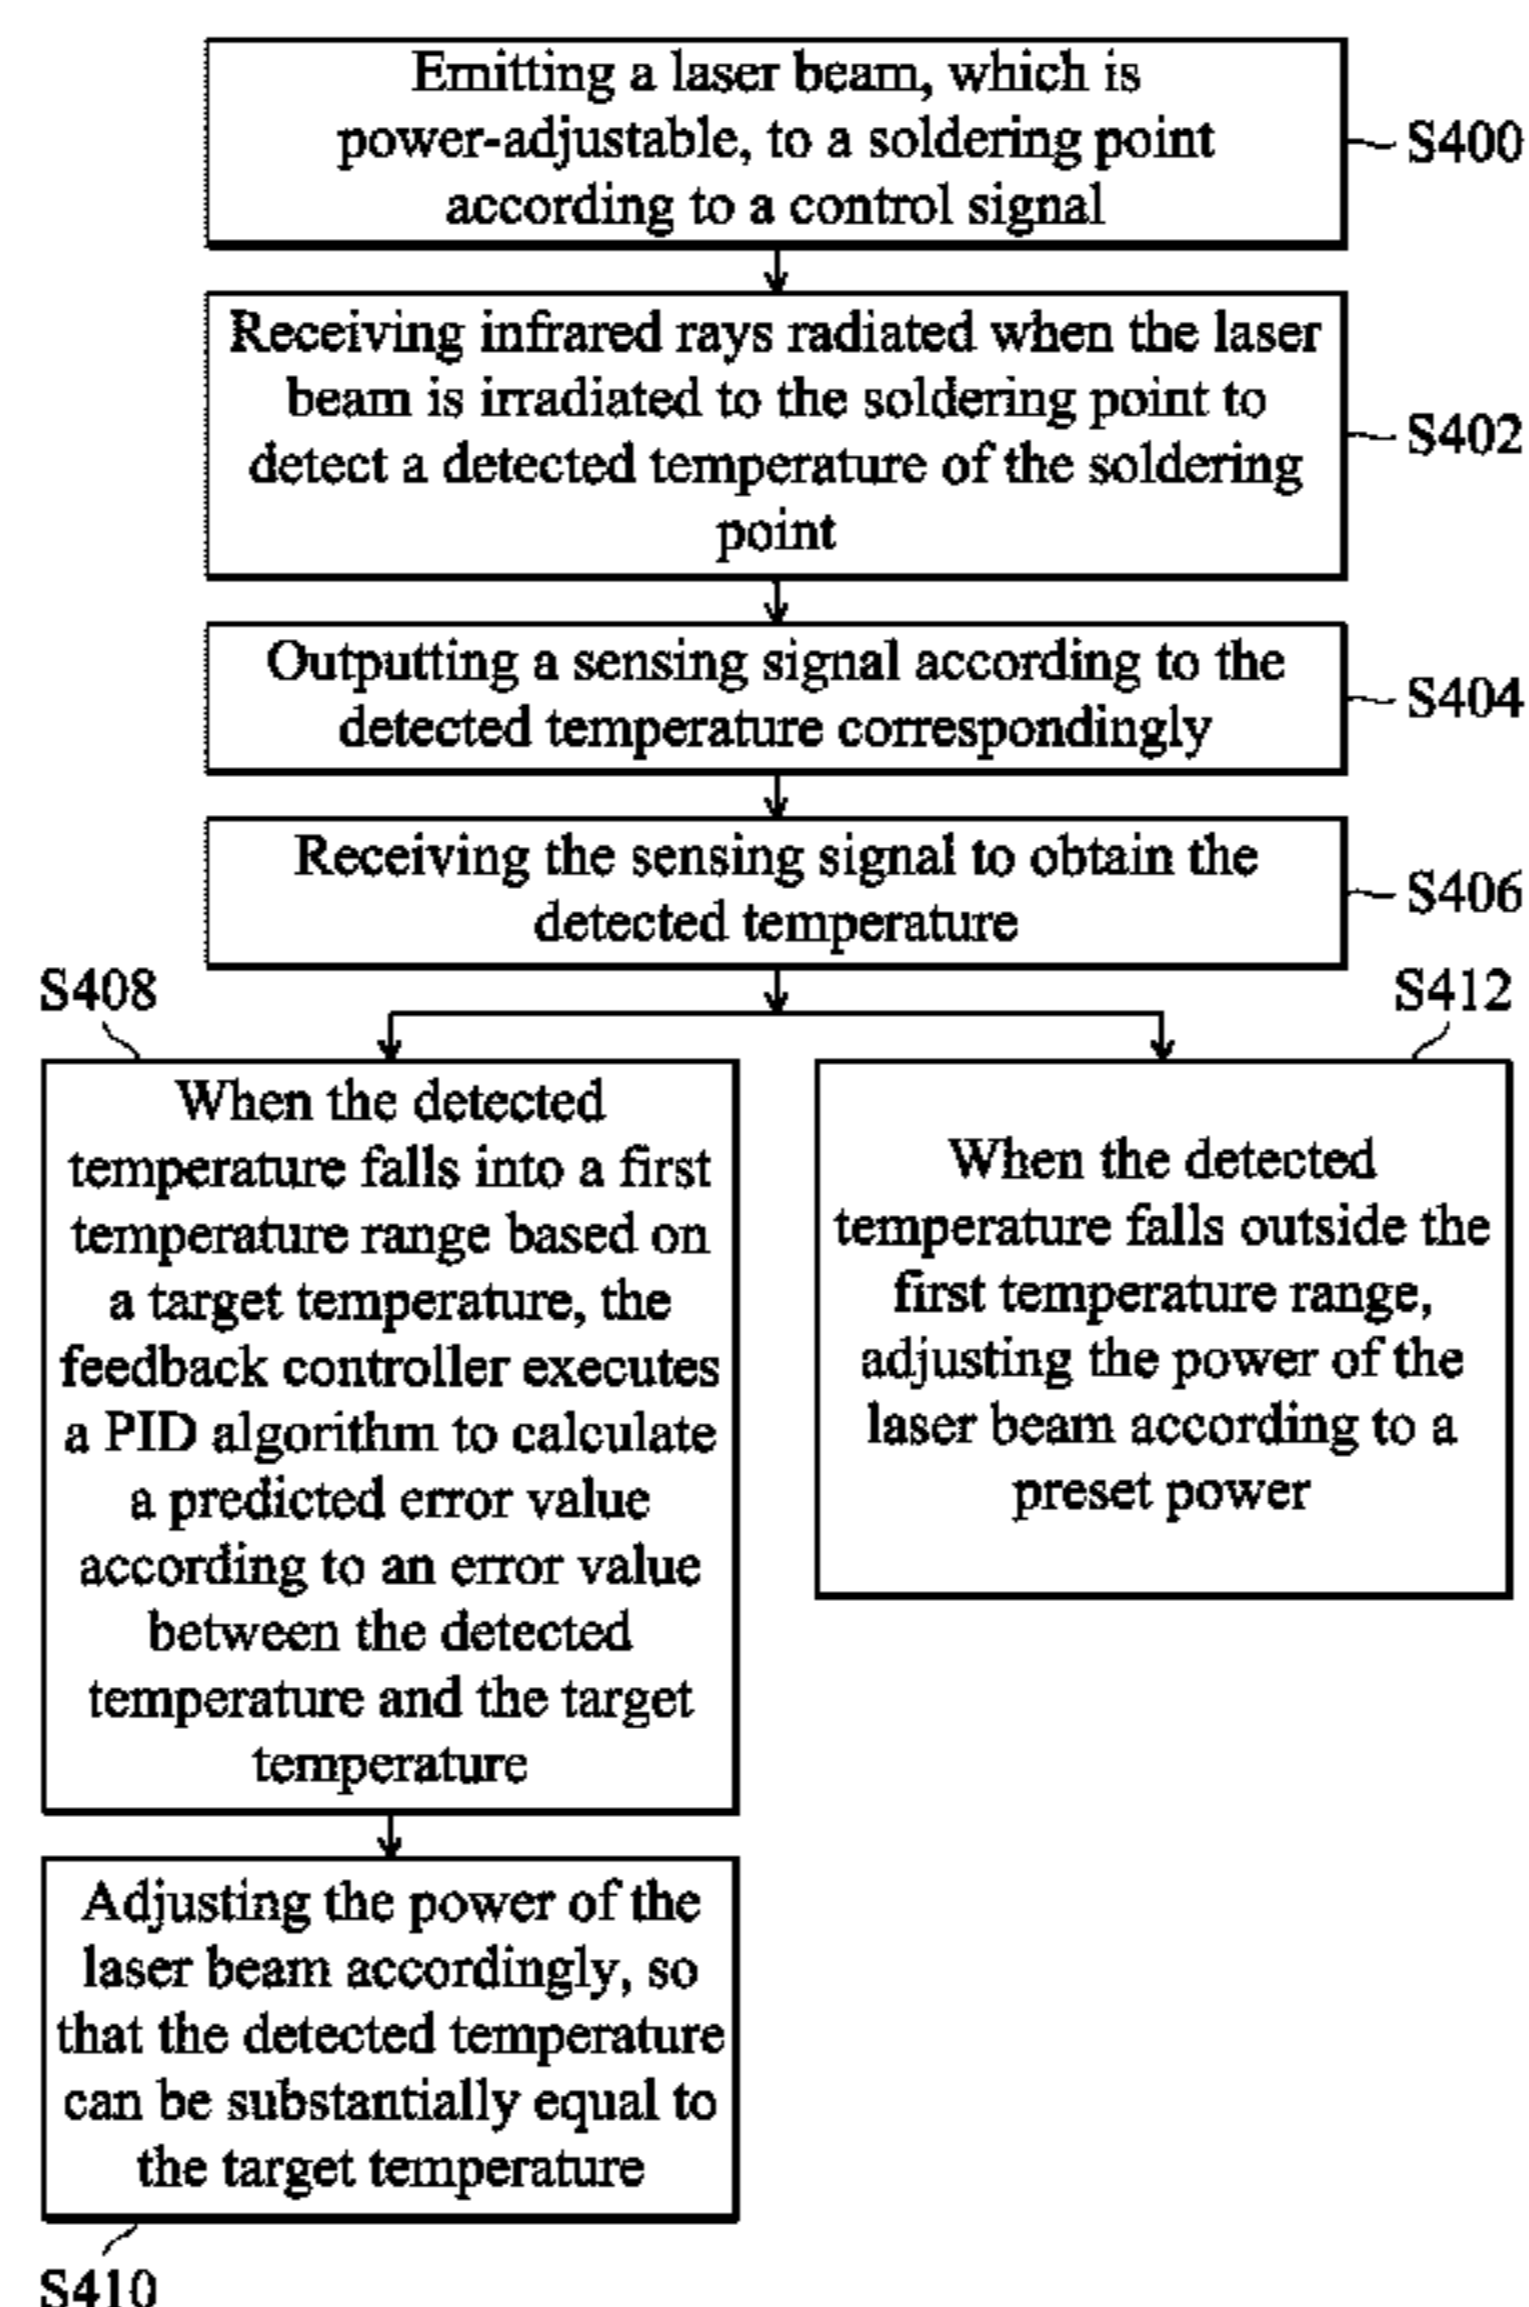 Emitting a laser beam, which is
power-adjustable, to a soldering point
according to a control signal
S400
Receiving infrared rays radiated when the laser
beam is irradiated to the soldering point to
detect a detected temperature of the soldering
point
S402
Outputting a sensing signal according to the
detected temperature correspondingly
S404
Receiving the sensing signal to obtain the
detected temperature
S406
S408
When the detected
temperature falls into a first
temperature range based on
a target temperature, the
feedback controller executes
a PID algorithm to calculate
a predicted error value
according to an error value
between the detected
temperature and the target
temperature
S412
When the detected
temperature falls outside the
first temperature range,
adjusting the power of the
laser beam according to a
preset power
Adjusting the power of the
laser beam accordingly, so
that the detected temperature
can be substantially equal to
the target temperature
S410